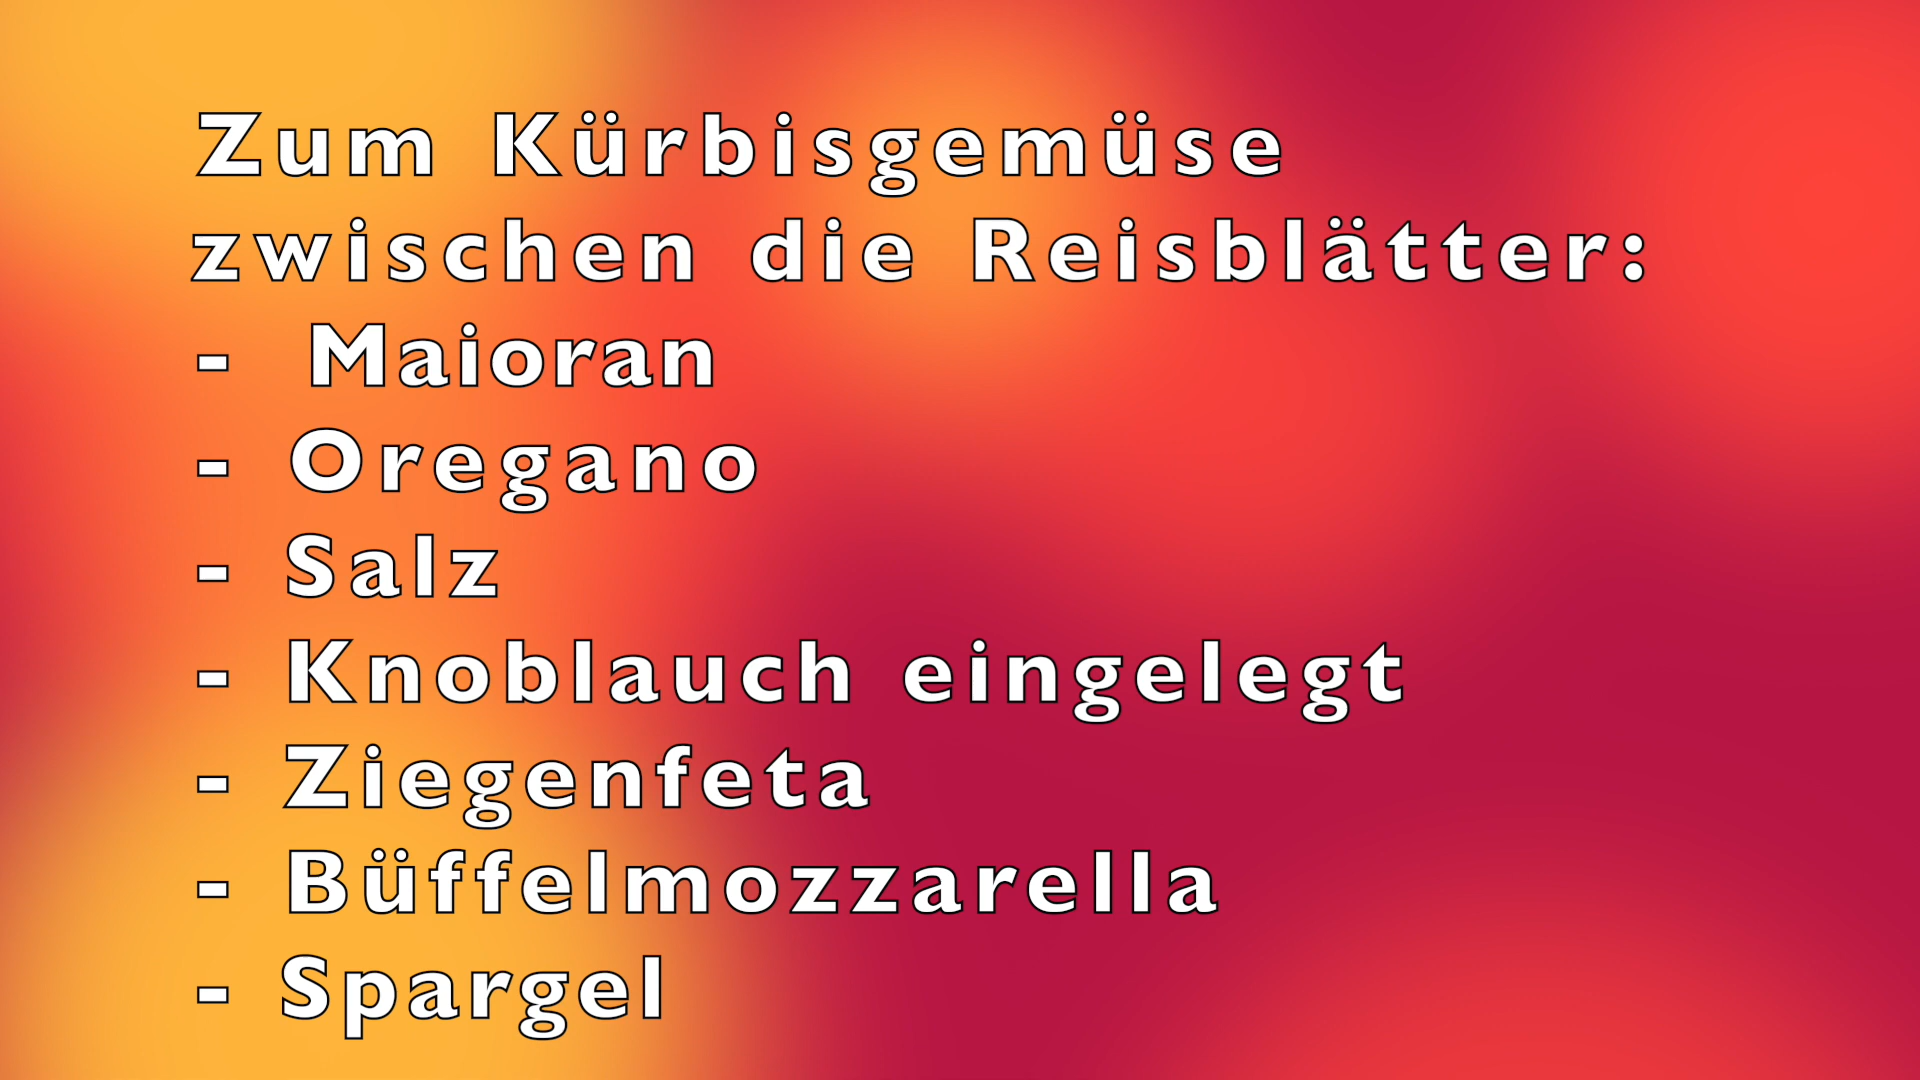 Zum Kürbisgemüse
zwischen die Reisblätter:
- Maioran
- Oregano
- Salz
- Knoblauch eingelegt
- Ziegenfeta
- Büffelmozzarella
- Spargel